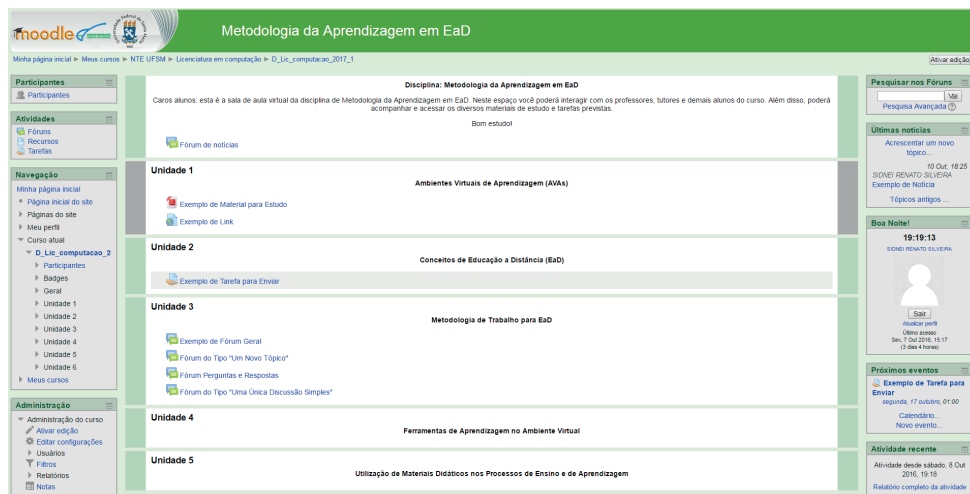 moodle
Metodologia da Aprendizagem em EaD
Minha página inicial ► Meus cursos ► NTE UFSM ► Licenciatura em computação ► D_Lic_computacao_2017_1
Ativar edição
Participantes
Participantes
Atividades
Fóruns
Recursos
Tarefas
Navegação
Minha página inicial
Página inicial do site
Páginas do site
Meu perfil
Curso atual
D_Lic_computacao_2
Participantes
Badges
Geral
Unidade 1
Unidade 2
Unidade 3
Unidade 4
Unidade 5
Unidade 6
Meus cursos
Administração
Administração do curso
Ativar edição
Editar configurações
Usuários
Filtros
Relatórios
Notas
Disciplina: Metodologia da Aprendizagem em EaD
Caros alunos: esta é a sala de aula virtual da disciplina de Metodologia da Aprendizagem em EaD. Neste espaço você poderá interagir com os professores, tutores e demais alunos do curso. Além disso, poderá
acompanhar e acessar os diversos materiais de estudo e tarefas previstas.
Bom estudo!
Fórum de notícias
Unidade 1
Ambientes Virtuais de Aprendizagem (AVAs)
Exemplo de Material para Estudo
Exemplo de Link
Unidade 2
Conceitos de Educação a Distância (EaD)
Exemplo de Tarefa para Enviar
Unidade 3
Metodologia de Trabalho para EaD
Exemplo de Fórum Geral
Fórum do Tipo "Um Novo Tópico"
Fórum Perguntas e Respostas
Fórum do Tipo "Uma Única Discussão Simples"
Unidade 4
Ferramentas de Aprendizagem no Ambiente Virtual
Unidade 5
Utilização de Materiais Didáticos nos Processos de Ensino e de Aprendizagem
Pesquisar nos Fóruns
Vai
Pesquisa Avançada
Últimas notícias
Acrescentar um novo
tópico...
10 Out, 18:25
SIDNEI RENATO SILVEIRA
Exemplo de Notícia
Tópicos antigos ...
Boa Noite!
19:19:13
SIDNEI RENATO SILVEIRA
Sair
Atualizar perfil
Último acesso
Sex, 7 Out 2016, 15:17
(3 dias 4 horas)
Próximos eventos
Exemplo de Tarefa para
Enviar
segunda, 17 outubro, 01:00
Calendário...
Novo evento...
Atividade recente
Atividade desde sábado, 8 Out
2016, 19:18
Relatório completo da atividade